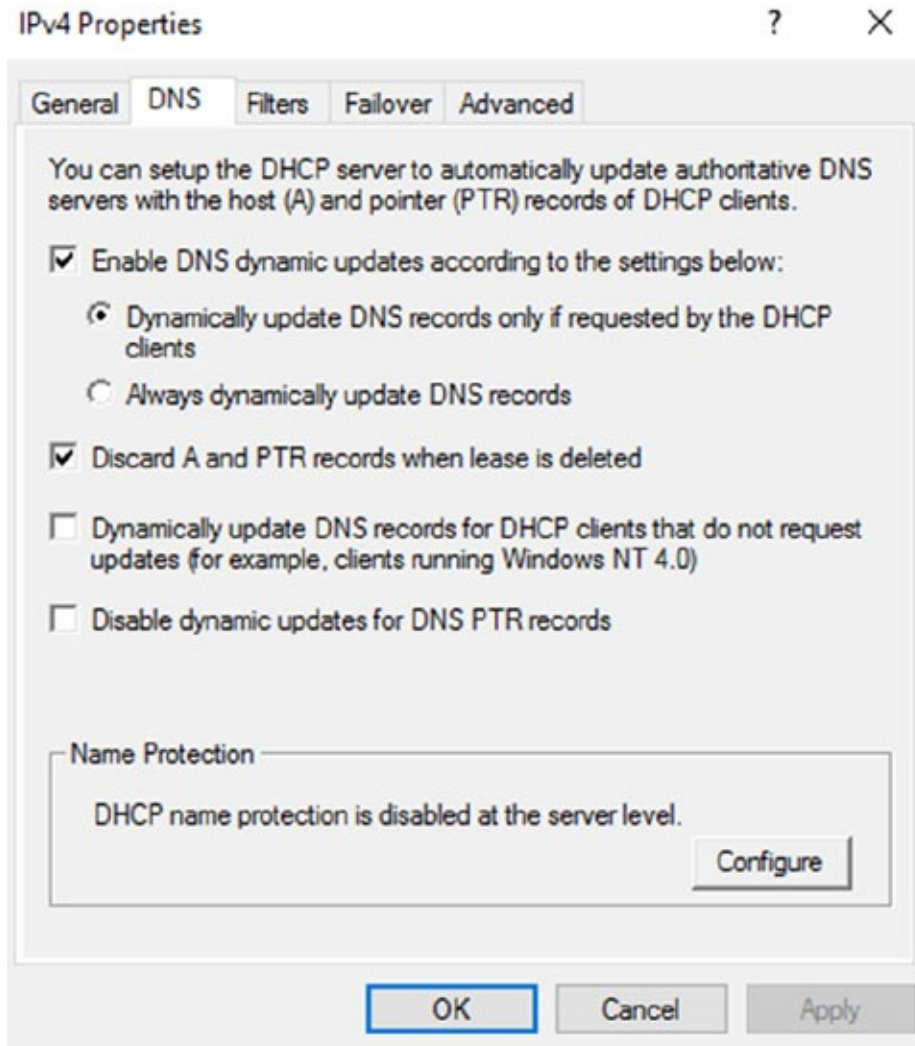 IPv4 Properties ? X
General DNS Filters Failover Advanced
You can setup the DHCP server to automatically update authoritative DNS
servers with the host (A) and pointer (PTR) records of DHCP clients.
Enable DNS dynamic updates according to the settings below:
Dynamically update DNS records only if requested by the DHCP
clients
Always dynamically update DNS records
Discard A and PTR records when lease is deleted
Dynamically update DNS records for DHCP clients that do not request
updates (for example, clients running Windows NT 4.0)
Disable dynamic updates for DNS PTR records
Name Protection
DHCP name protection is disabled at the server level.
Configure
OK Cancel Apply